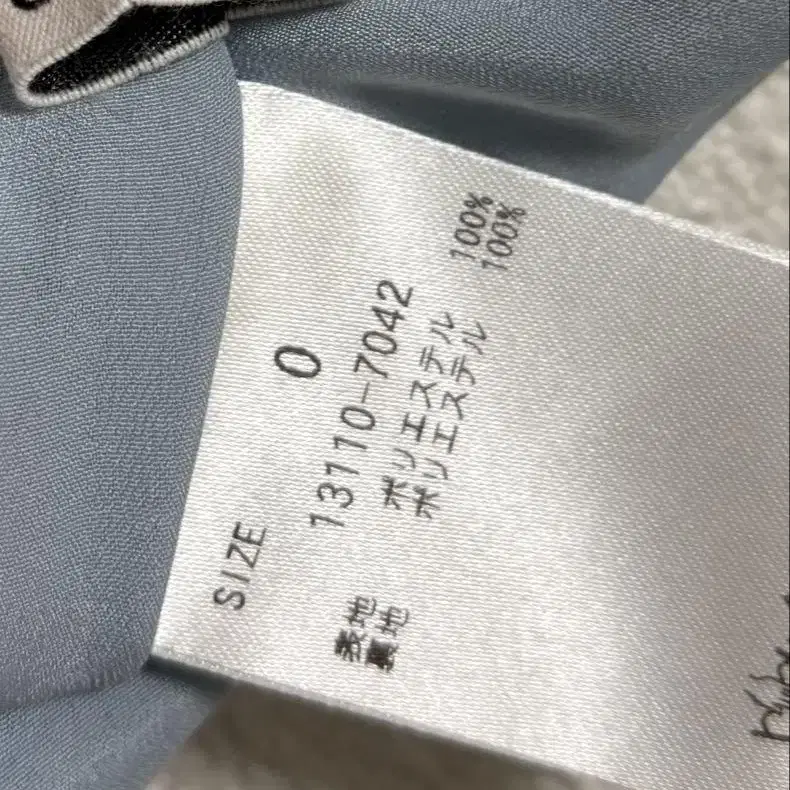 SIZE 0
13110-7042
表地 ポリエステル 100%
裏地 ポリエステル 100%